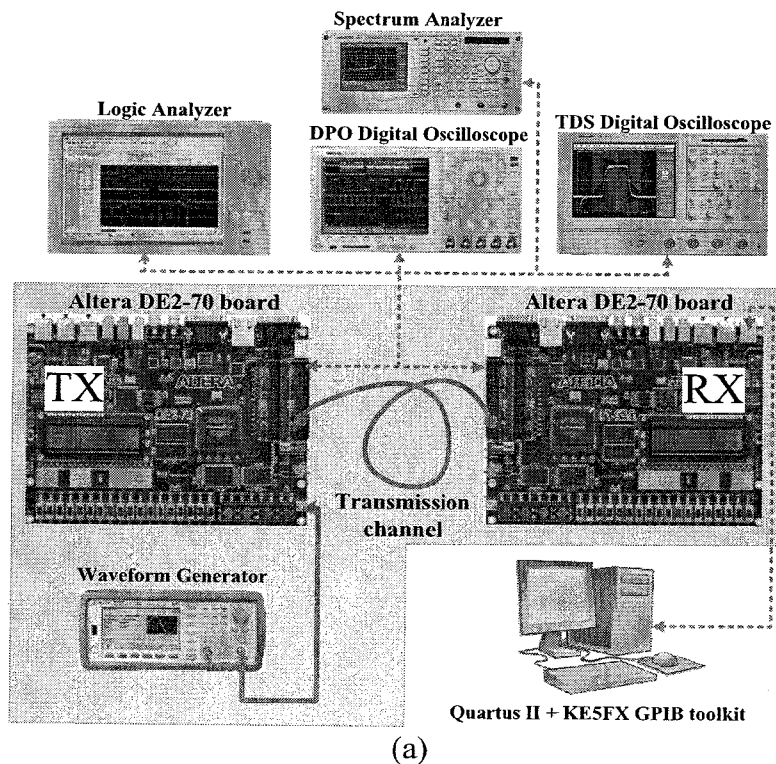 Spectrum Analyzer
Logic Analyzer
DPO Digital Oscilloscope
TDS Digital Oscilloscope
Altera DE2-70 board
Altera DE2-70 board
TX
ALTERA
RX
Transmission
channel
Waveform Generator
Quartus II + KE5FX GPIB toolkit
(a)